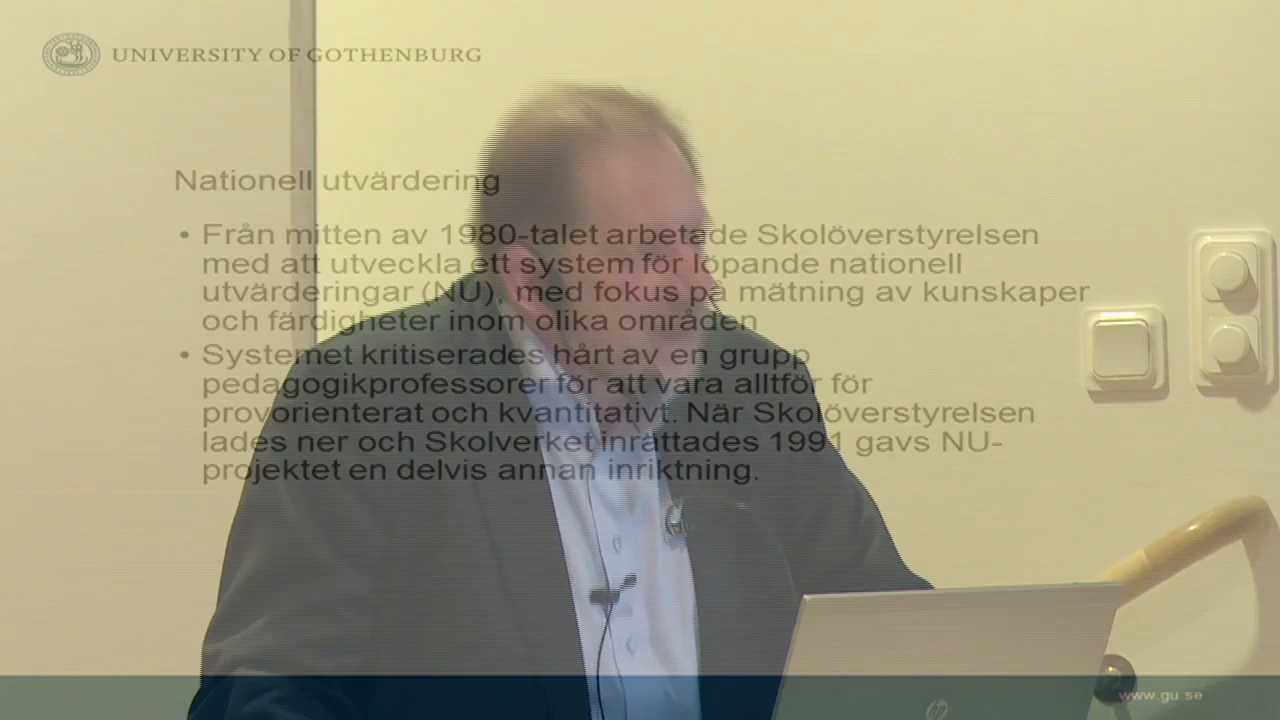 UNIVERSITY OF GOTHENBURG
Nationell utvärdering
• Från mitten av 1980-talet arbetade Skolöverstyrelsen
med att utveckla ett system för löpande nationell
utvärderingar (NU), med fokus på mätning av kunskaper
och färdigheter inom olika områden
• Systemet kritiserades hårt av en grupp
pedagogikprofessorer för att vara alltför för
provorienterat och kvantitativt. När Skolöverstyrelsen
lades ner och Skolverket inrättades 1991 gavs NU-
projektet en delvis annan inriktning.
www.gu.se
hp